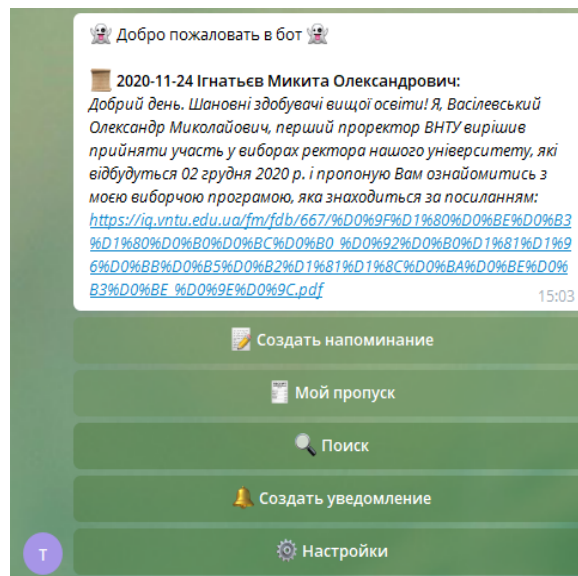 👻 Добро пожаловать в бот 👻
📜 2020-11-24 Ігнатьєв Микита Олександрович:
Добрий день. Шановні здобувачі вищої освіти! Я, Васілевський
Олександр Миколайович, перший проректор ВНТУ вирішив
прийняти участь у виборах ректора нашого університету, які
відбудуться 02 грудня 2020 р. і пропоную Вам ознайомитись з
моєю виборчою програмою, яка знаходиться за посиланням:
https://iq.vntu.edu.ua/fm/fdb/667/%D0%9F%D1%80%D0%BE%D0%B3
%D1%80%D0%B0%D0%BC%D0%B0_%D0%92%D0%B0%D1%81%D1%9
6%D0%BB%D0%B5%D0%B2%D1%81%D1%8C%D0%BA%D0%BE%D0%
B3%D0%BE_%D0%9E%D0%9C.pdf
15:03
📝 Создать напоминание
🧾 Мой пропуск
🔍 Поиск
🔔 Создать уведомление
⚙️ Настройки
T